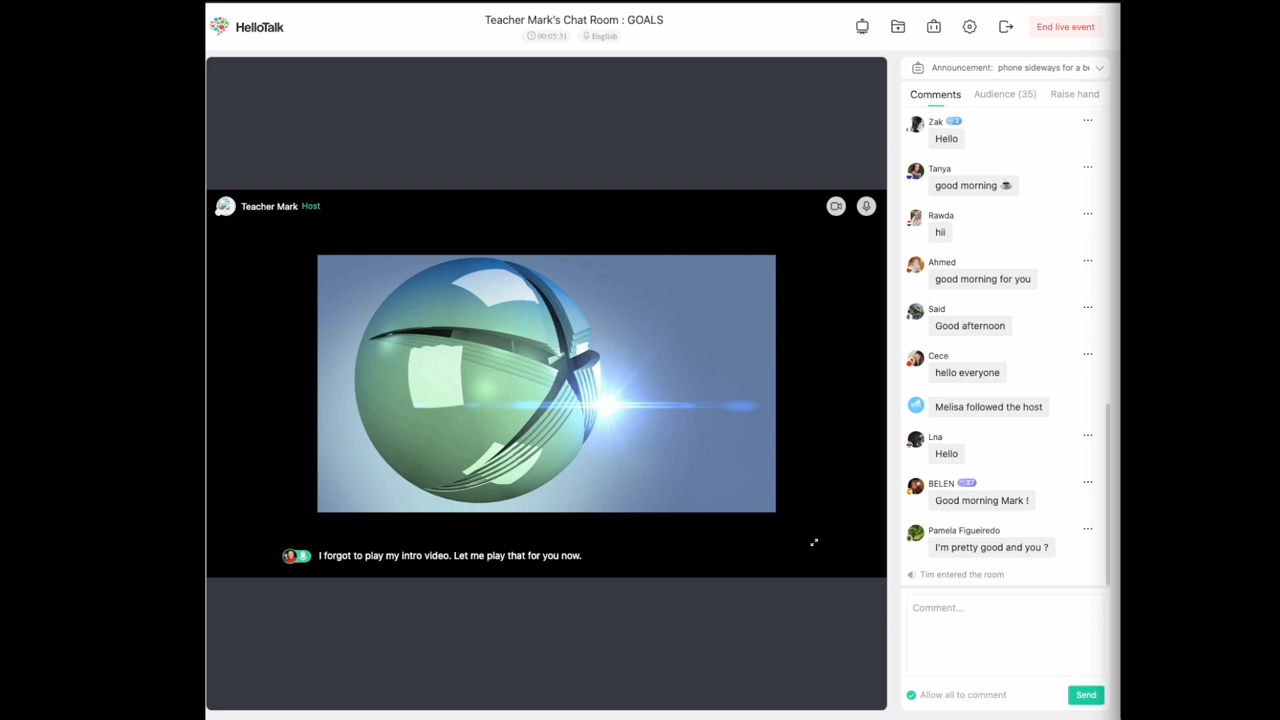 HelloTalk
Teacher Mark's Chat Room : GOALS
00:05:31 English
End live event
Announcement: phone sideways for a be
Comments Audience (35) Raise hand
Zak 2
Hello
Tanya
good morning ☕
Rawda
hii
Ahmed
good morning for you
Said
Good afternoon
Cece
hello everyone
Melisa followed the host
Lna
Hello
BELEN 27
Good morning Mark !
Pamela Figueiredo
I'm pretty good and you ?
Tim entered the room
Comment...
Allow all to comment Send
Teacher Mark Host
I forgot to play my intro video. Let me play that for you now.